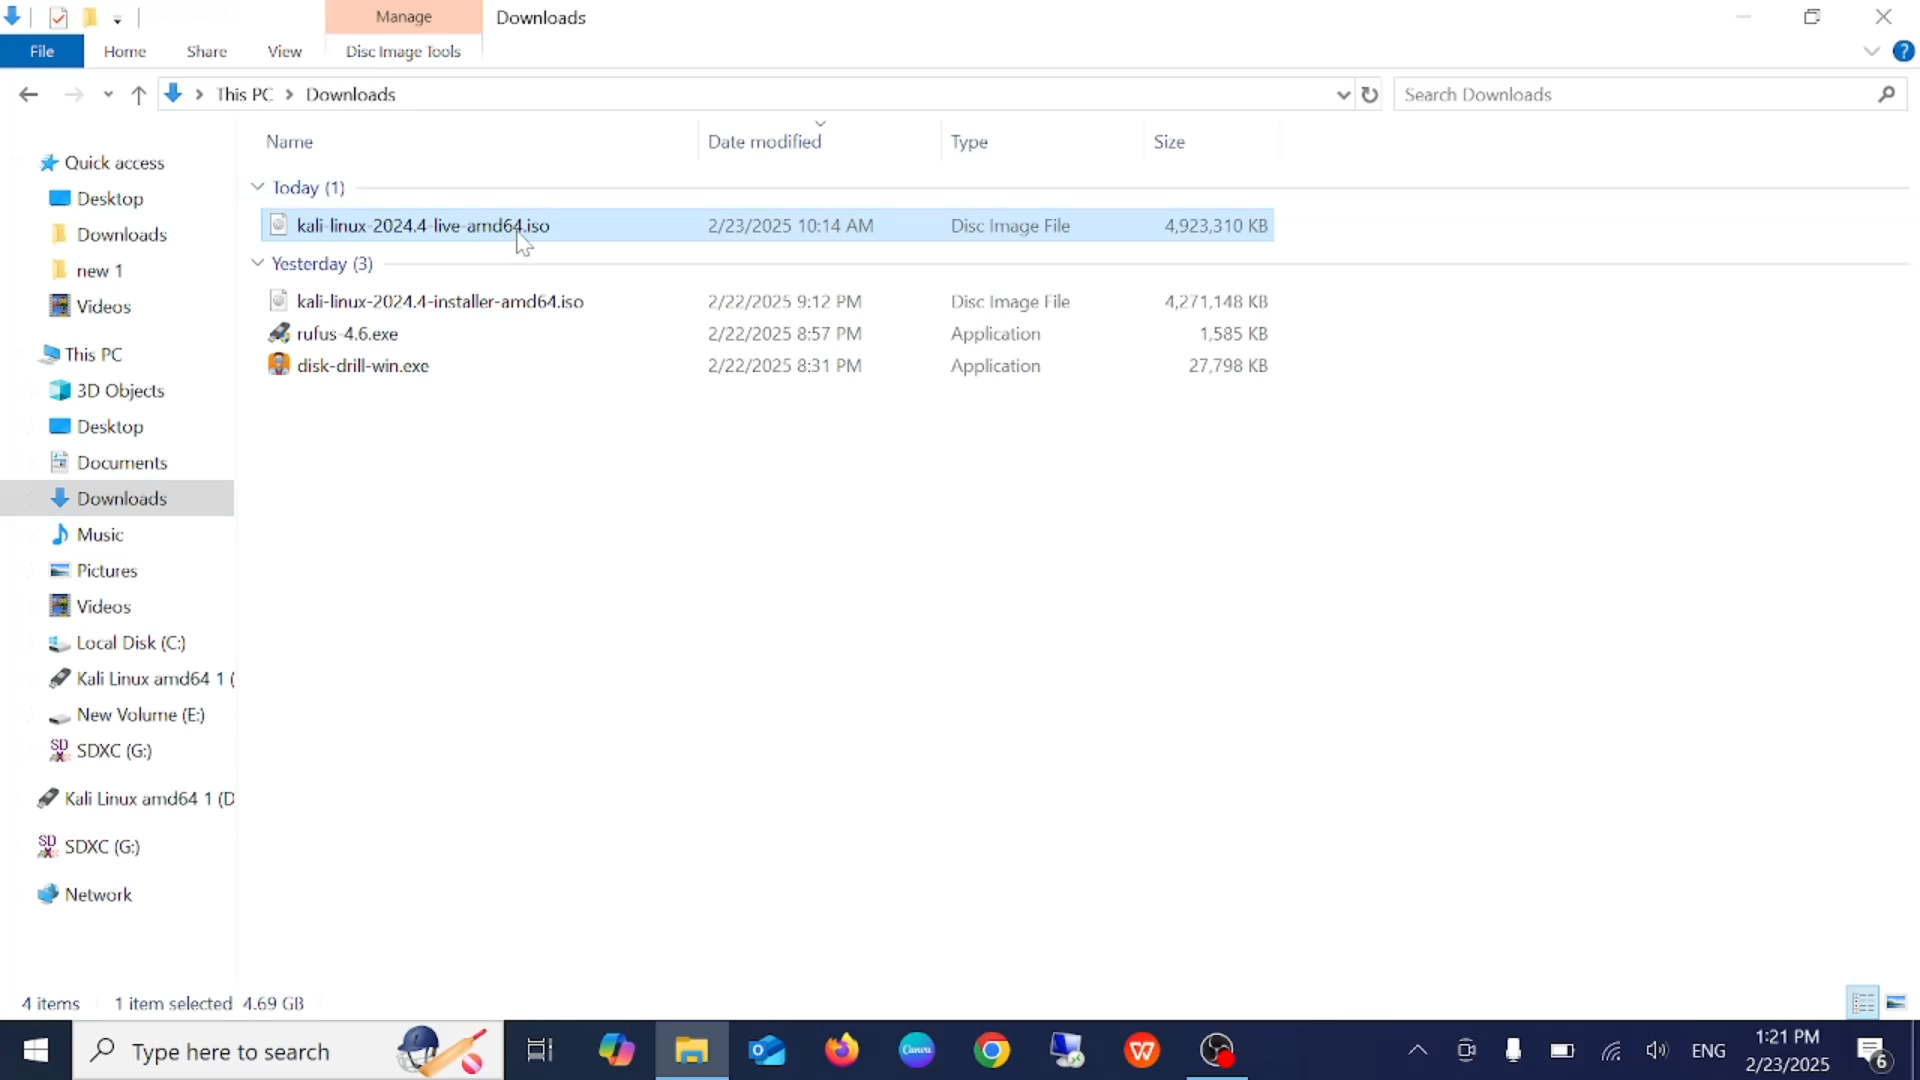 Manage
Downloads
File
Home
Share
View
Disc Image Tools
This PC
Downloads
Search Downloads
Name
Date modified
Type
Size
Quick access
Desktop
Downloads
new 1
Videos
This PC
3D Objects
Desktop
Documents
Downloads
Music
Pictures
Videos
Local Disk (C:)
Kali Linux amd64 1 (
New Volume (E:)
SDXC (G:)
Kali Linux amd64 1 (D
SDXC (G:)
Network
Today (1)
kali-linux-2024.4-live-amd64.iso 2/23/2025 10:14 AM Disc Image File 4,923,310 KB
Yesterday (3)
kali-linux-2024.4-installer-amd64.iso 2/22/2025 9:12 PM Disc Image File 4,271,148 KB
rufus-4.6.exe 2/22/2025 8:57 PM Application 1,585 KB
disk-drill-win.exe 2/22/2025 8:31 PM Application 27,798 KB
4 items 1 item selected 4.69 GB
Type here to search
Canva
ENG
1:21 PM
2/23/2025
6